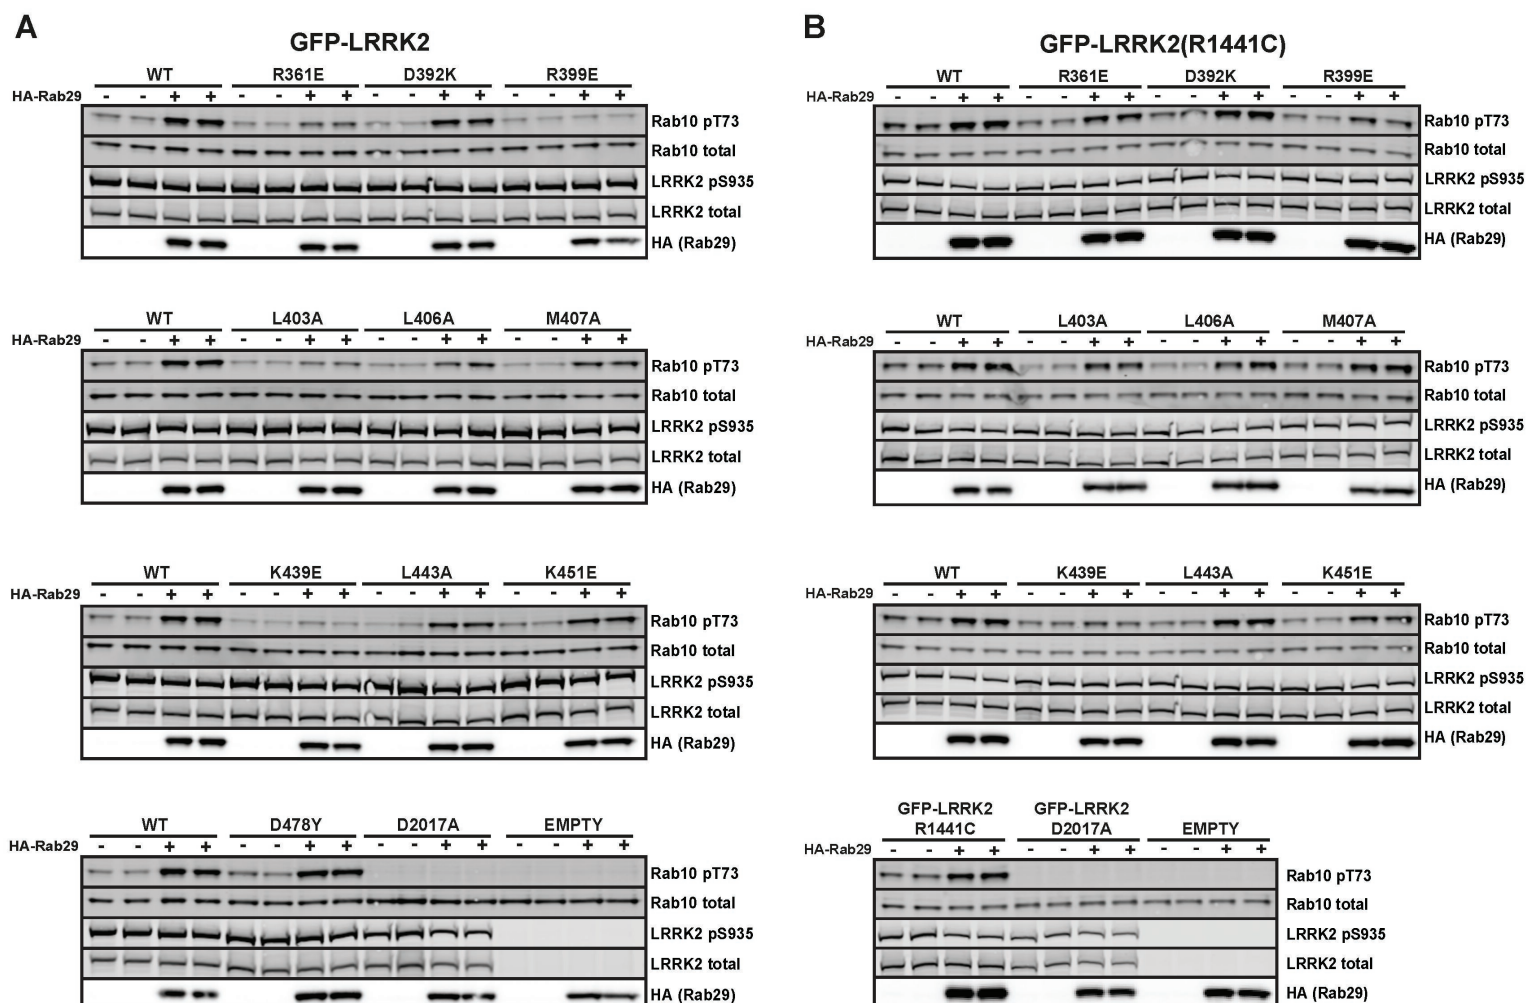 A
GFP-LRRK2
WT R361E D392K R399E
HA-Rab29 - - + + - - + + - - + + - - + +
Rab10 pT73
Rab10 total
LRRK2 pS935
LRRK2 total
HA (Rab29)
WT L403A L406A M407A
HA-Rab29 - - + + - - + + - - + + - - + +
Rab10 pT73
Rab10 total
LRRK2 pS935
LRRK2 total
HA (Rab29)
WT K439E L443A K451E
HA-Rab29 - - + + - - + + - - + + - - + +
Rab10 pT73
Rab10 total
LRRK2 pS935
LRRK2 total
HA (Rab29)
WT D478Y D2017A EMPTY
HA-Rab29 - - + + - - + + - - + + - - + +
Rab10 pT73
Rab10 total
LRRK2 pS935
LRRK2 total
HA (Rab29)
B
GFP-LRRK2(R1441C)
WT R361E D392K R399E
HA-Rab29 - - + + - - + + - - + + - - + +
Rab10 pT73
Rab10 total
LRRK2 pS935
LRRK2 total
HA (Rab29)
WT L403A L406A M407A
HA-Rab29 - - + + - - + + - - + + - - + +
Rab10 pT73
Rab10 total
LRRK2 pS935
LRRK2 total
HA (Rab29)
WT K439E L443A K451E
HA-Rab29 - - + + - - + + - - + + - - + +
Rab10 pT73
Rab10 total
LRRK2 pS935
LRRK2 total
HA (Rab29)
GFP-LRRK2 GFP-LRRK2
R1441C D2017A EMPTY
HA-Rab29 - - + + - - + + - - + +
Rab10 pT73
Rab10 total
LRRK2 pS935
LRRK2 total
HA (Rab29)